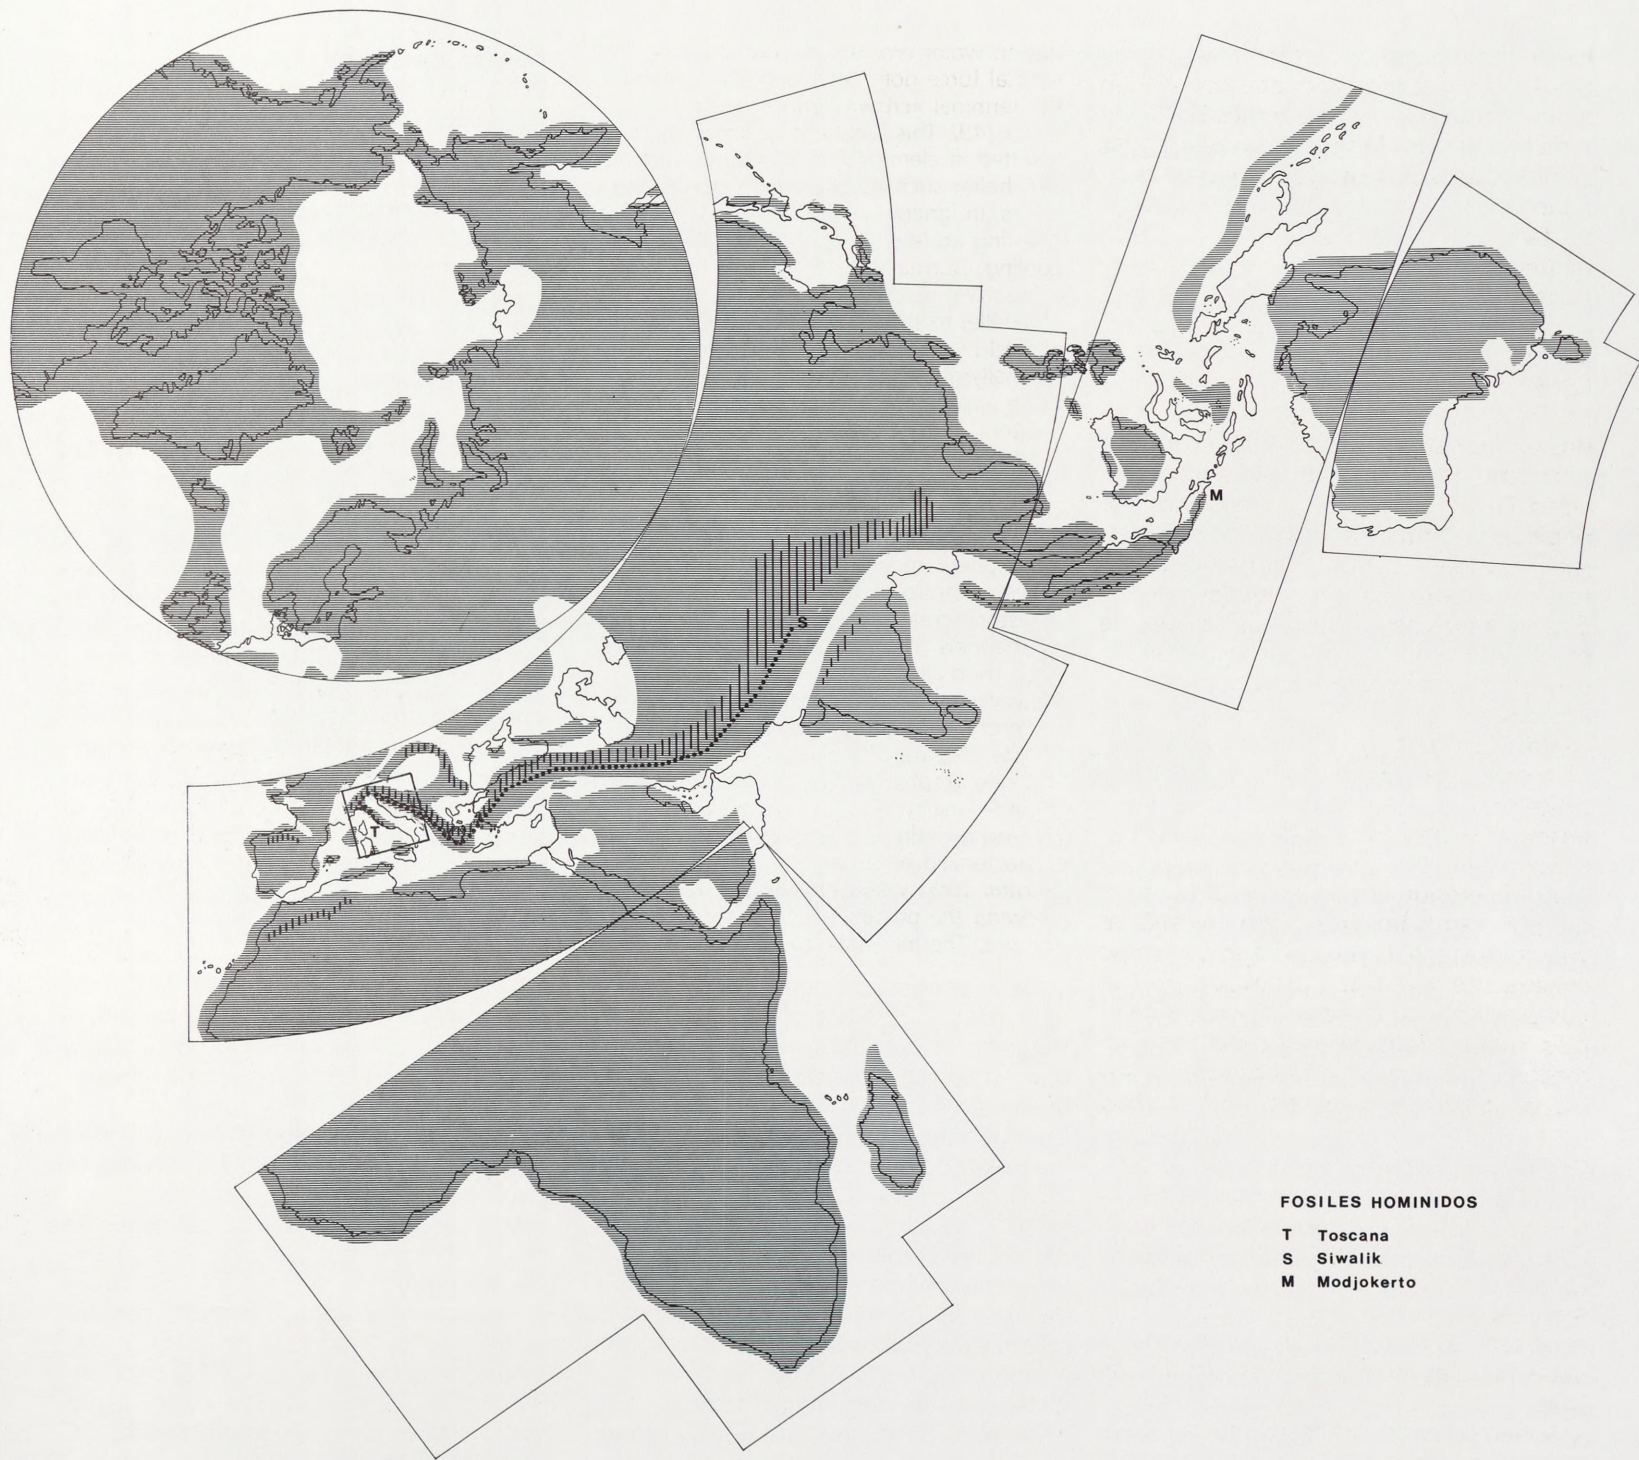 S
M
T
FOSILES HOMINIDOS
T Toscana
S Siwalik
M Modjokerto